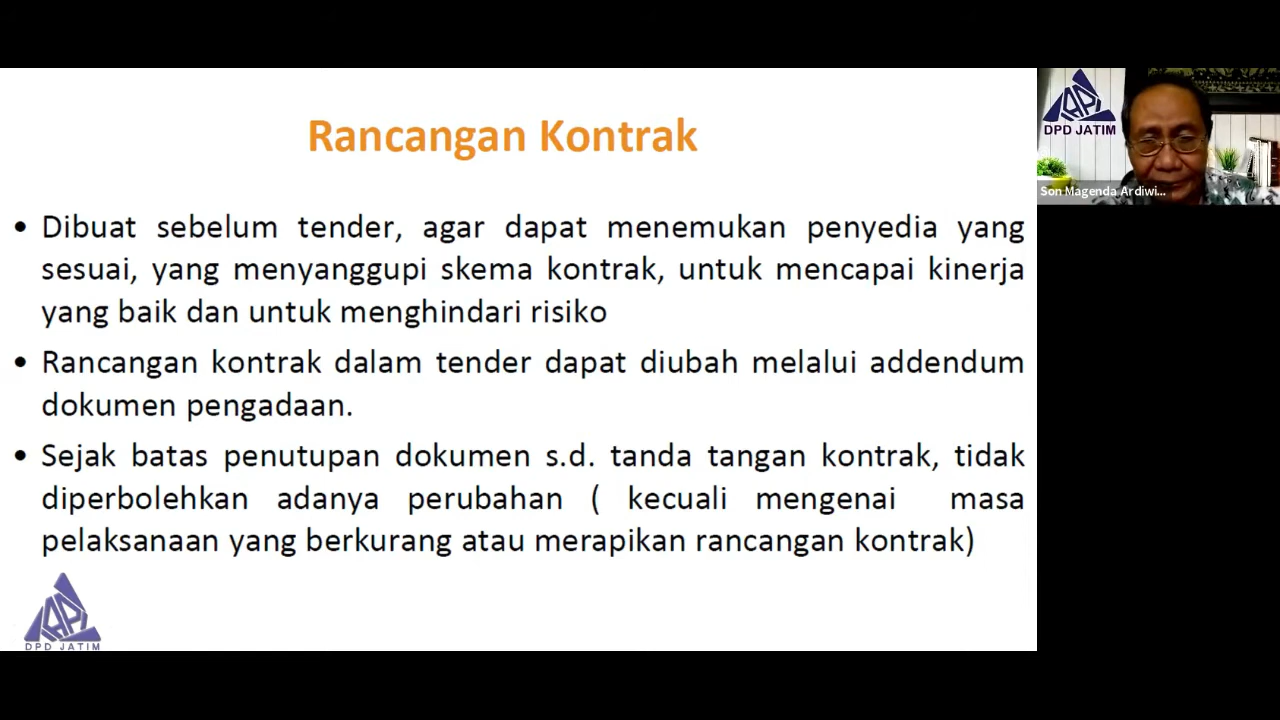 Rancangan Kontrak
• Dibuat sebelum tender, agar dapat menemukan penyedia yang
sesuai, yang menyanggupi skema kontrak, untuk mencapai kinerja
yang baik dan untuk menghindari risiko
• Rancangan kontrak dalam tender dapat diubah melalui addendum
dokumen pengadaan.
• Sejak batas penutupan dokumen s.d. tanda tangan kontrak, tidak
diperbolehkan adanya perubahan ( kecuali mengenai masa
pelaksanaan yang berkurang atau merapikan rancangan kontrak)
IAPI
DPD JATIM
IAPI
DPD JATIM
Son Magenda Ardiwi...